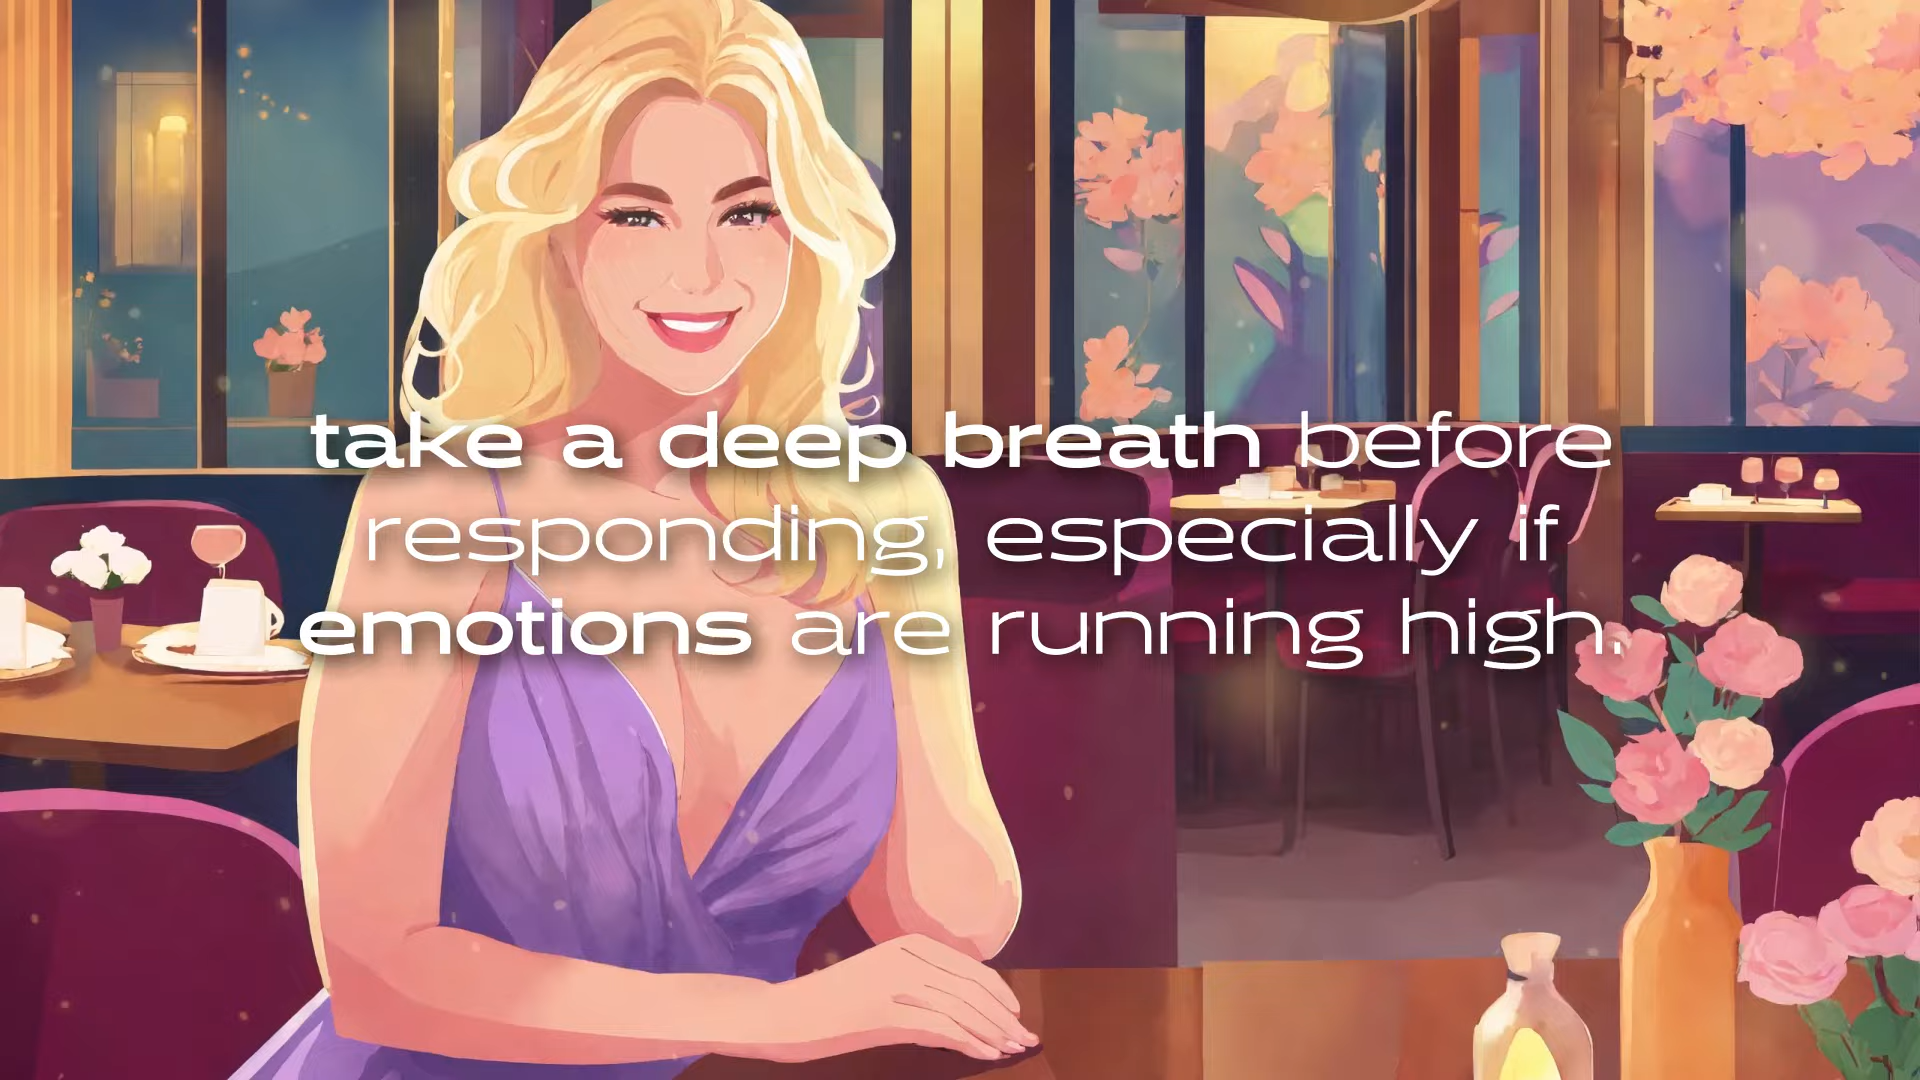 take a deep breath before
responding, especially if
emotions are running high.